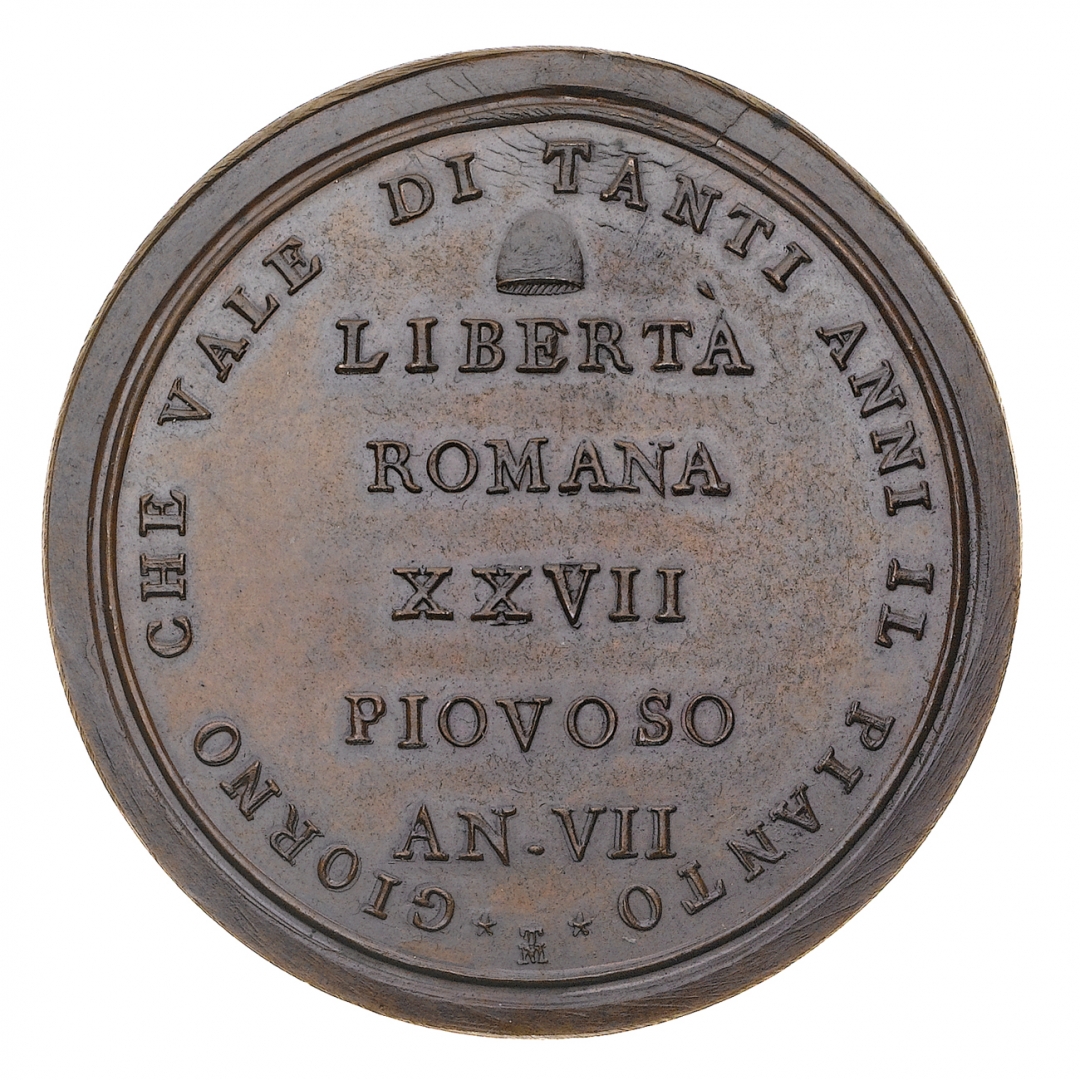 GIORNO CHE VALE DI TANTI ANNI IL PIANTO
LIBERTÀ
ROMANA
XXVII
PIOVOSO
AN·VII